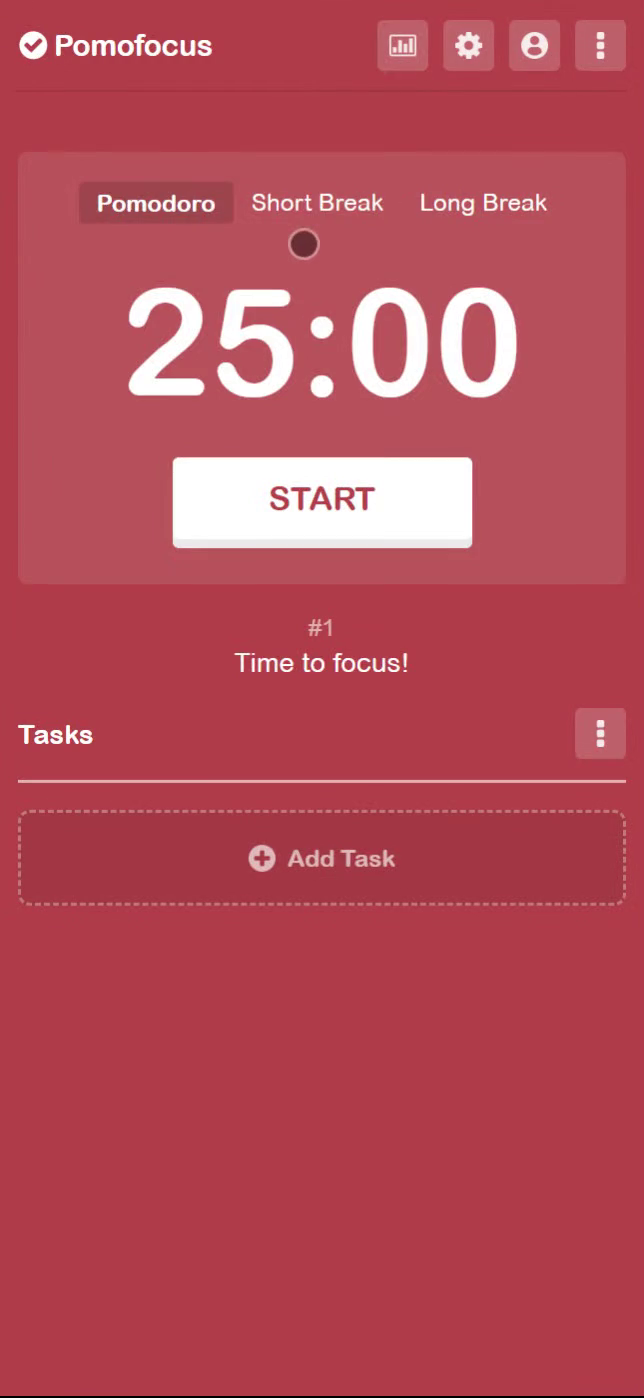 Pomofocus
Pomodoro Short Break Long Break
25:00
START
#1
Time to focus!
Tasks
Add Task